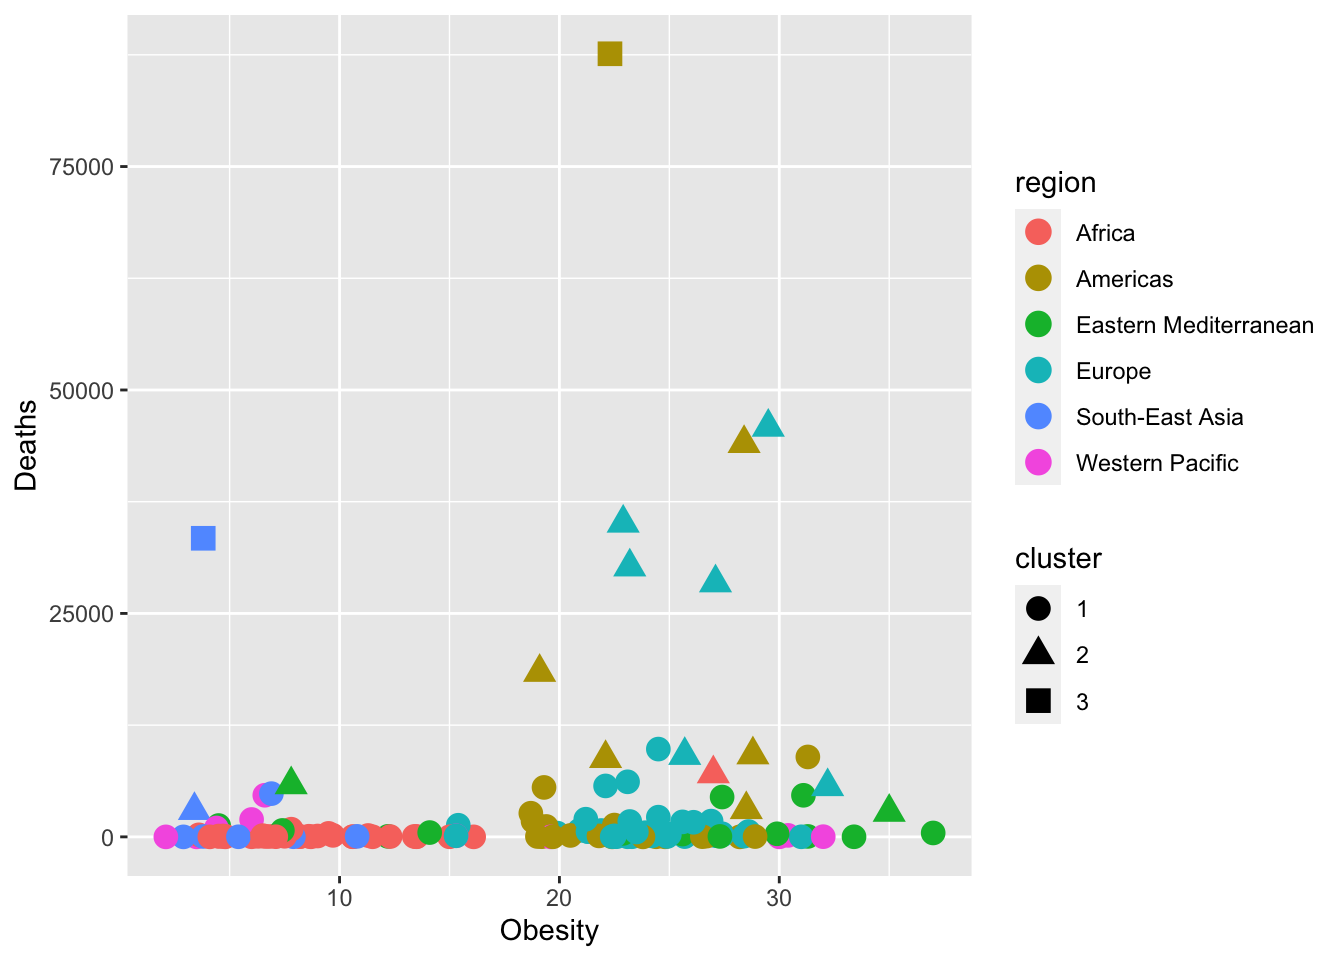 75000
50000
25000
0
Deaths
10
20
30
Obesity
region
Africa
Americas
Eastern Mediterranean
Europe
South-East Asia
Western Pacific
cluster
1
2
3